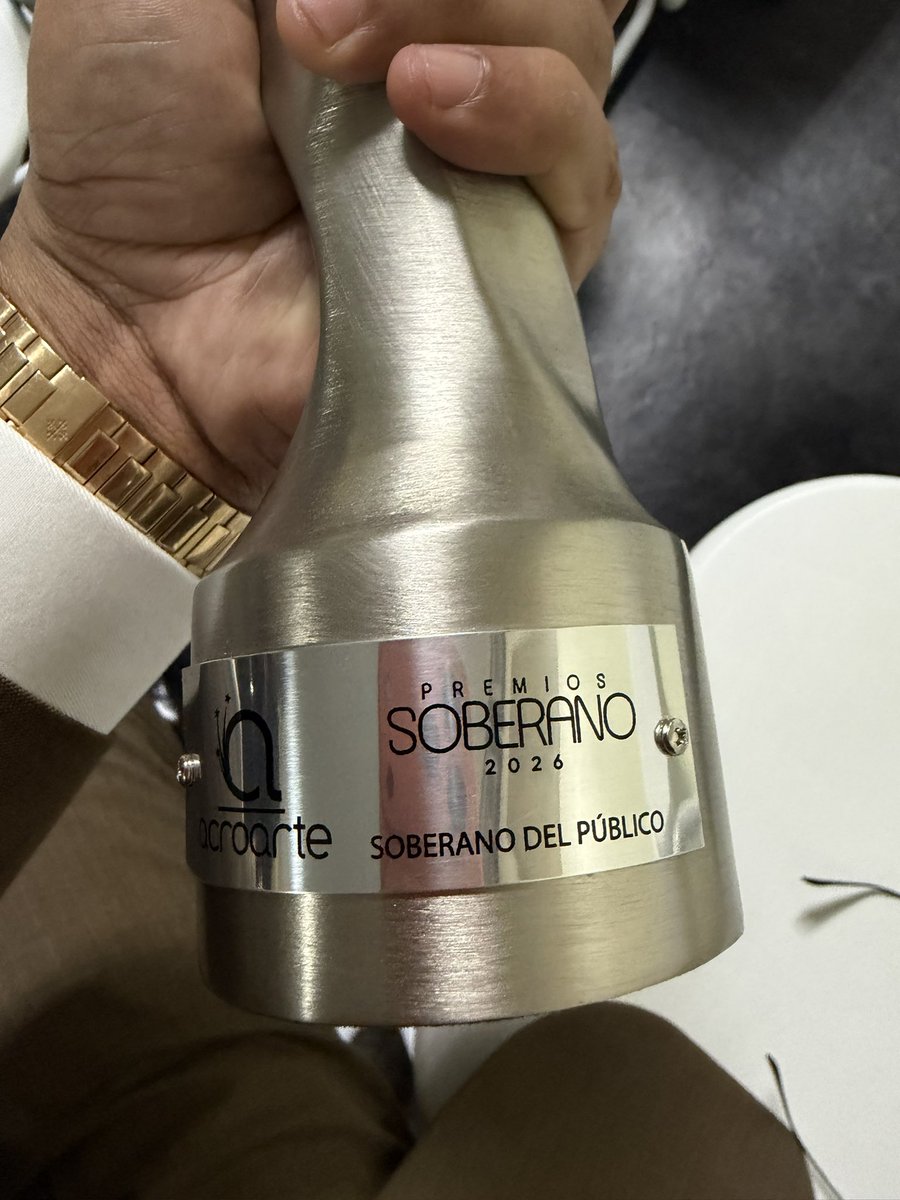 a
acroarte
PREMIOS
SOBERANO
2026
SOBERANO DEL PÚBLICO